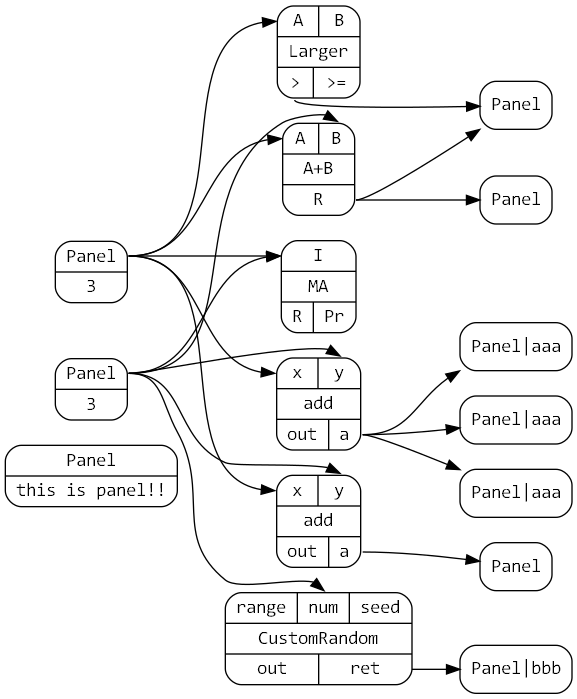 A B
Larger
> >=
Panel
A B
A+B
R
Panel
Panel
3
I
MA
R Pr
Panel|aaa
Panel
3
x y
add
out a
Panel|aaa
Panel
this is panel!!
Panel|aaa
x y
add
out a
Panel
range num seed
CustomRandom
out ret
Panel|bbb